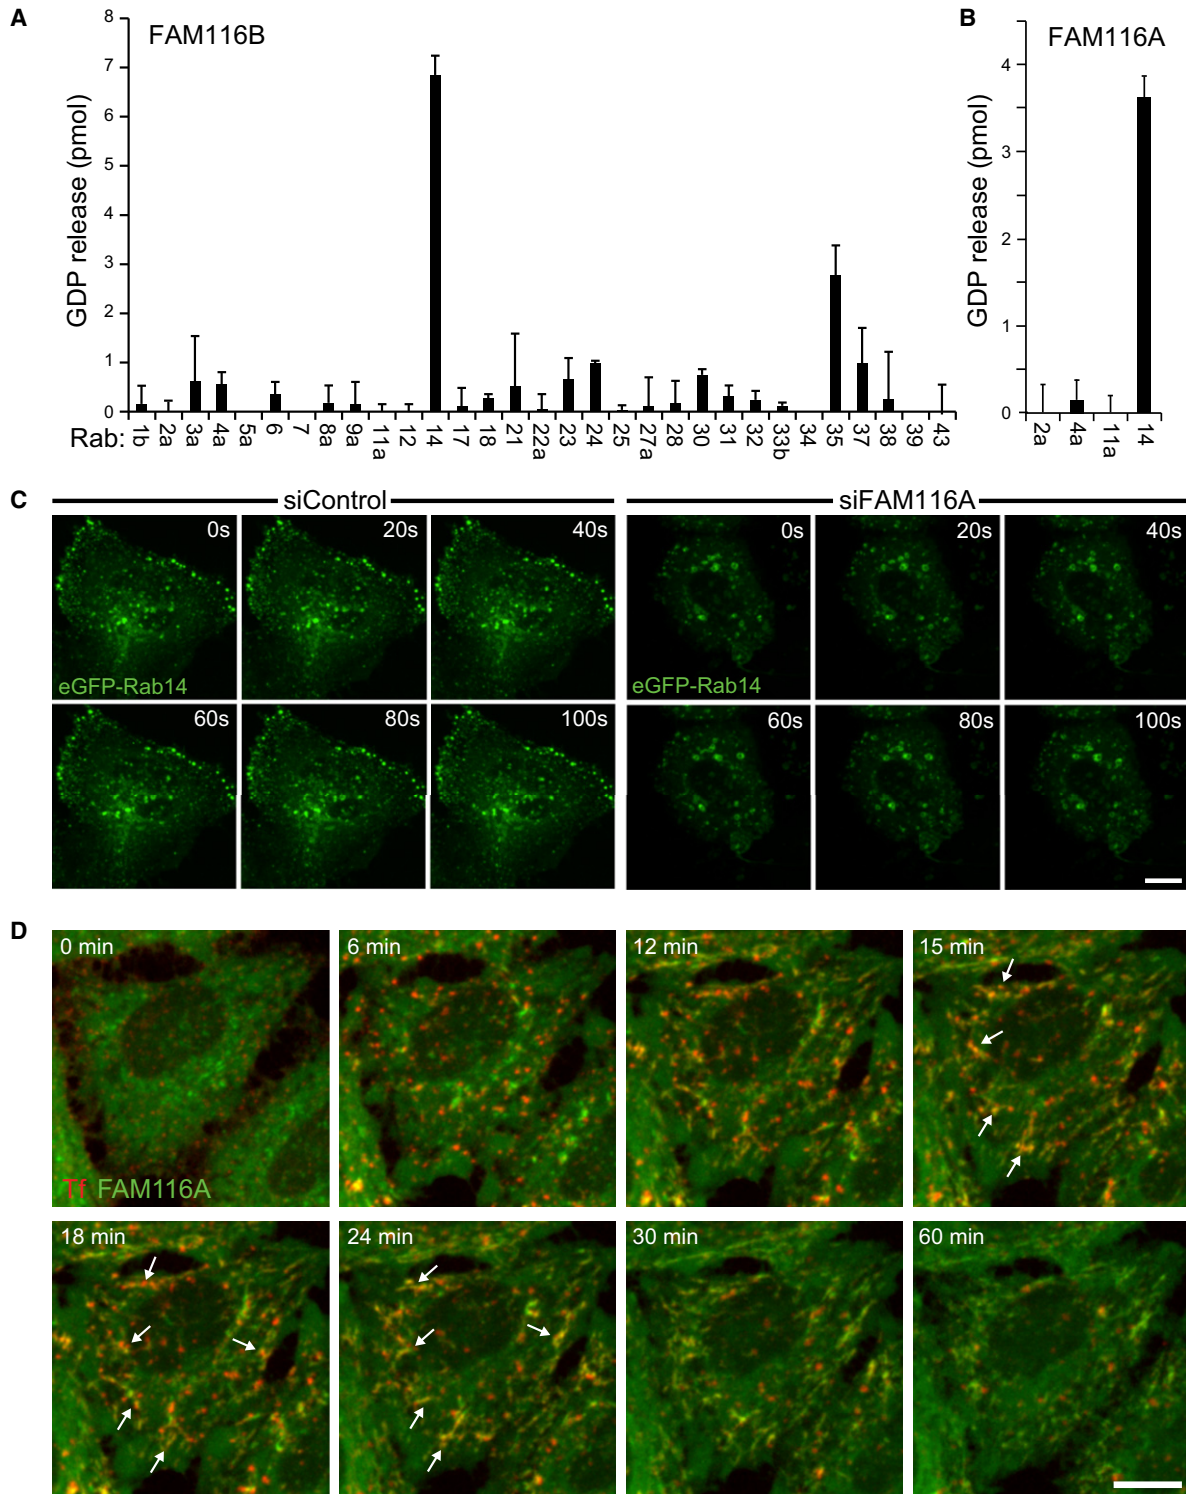 A
FAM116B
GDP release (pmol)
8
7
6
5
4
3
2
1
0
Rab: 1b 2a 3a 4a 5a 6 7 8a 9a 11a 12 14 17 18 21 22a 23 24 25 27a 28 30 31 32 33b 34 35 37 38 39 43
B
FAM116A
GDP release (pmol)
4
3
2
1
0
2a 4a 11a 14
C
siControl
siFAM116A
0s 20s 40s 0s 20s 40s
eGFP-Rab14 eGFP-Rab14
60s 80s 100s 60s 80s 100s
D
0 min 6 min 12 min 15 min
Tf FAM116A
18 min 24 min 30 min 60 min